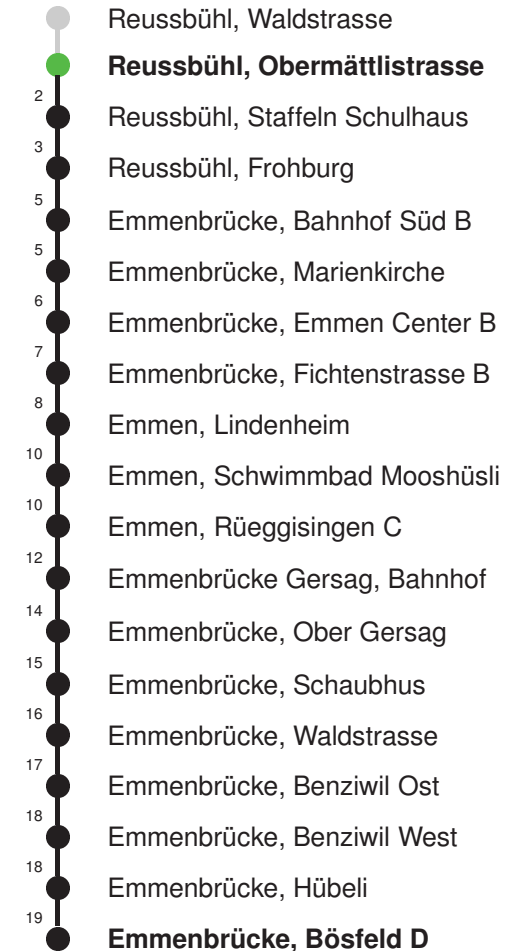 Reussbühl, Waldstrasse
Reussbühl, Obermättlistrasse
2
Reussbühl, Staffeln Schulhaus
3
Reussbühl, Frohburg
5
Emmenbrücke, Bahnhof Süd B
5
Emmenbrücke, Marienkirche
6
Emmenbrücke, Emmen Center B
7
Emmenbrücke, Fichtenstrasse B
8
Emmen, Lindenheim
10
Emmen, Schwimmbad Mooshüsli
10
Emmen, Rüeggisingen C
12
Emmenbrücke Gersag, Bahnhof
14
Emmenbrücke, Ober Gersag
15
Emmenbrücke, Schaubhus
16
Emmenbrücke, Waldstrasse
17
Emmenbrücke, Benziwil Ost
18
Emmenbrücke, Benziwil West
18
Emmenbrücke, Hübeli
19
Emmenbrücke, Bösfeld D